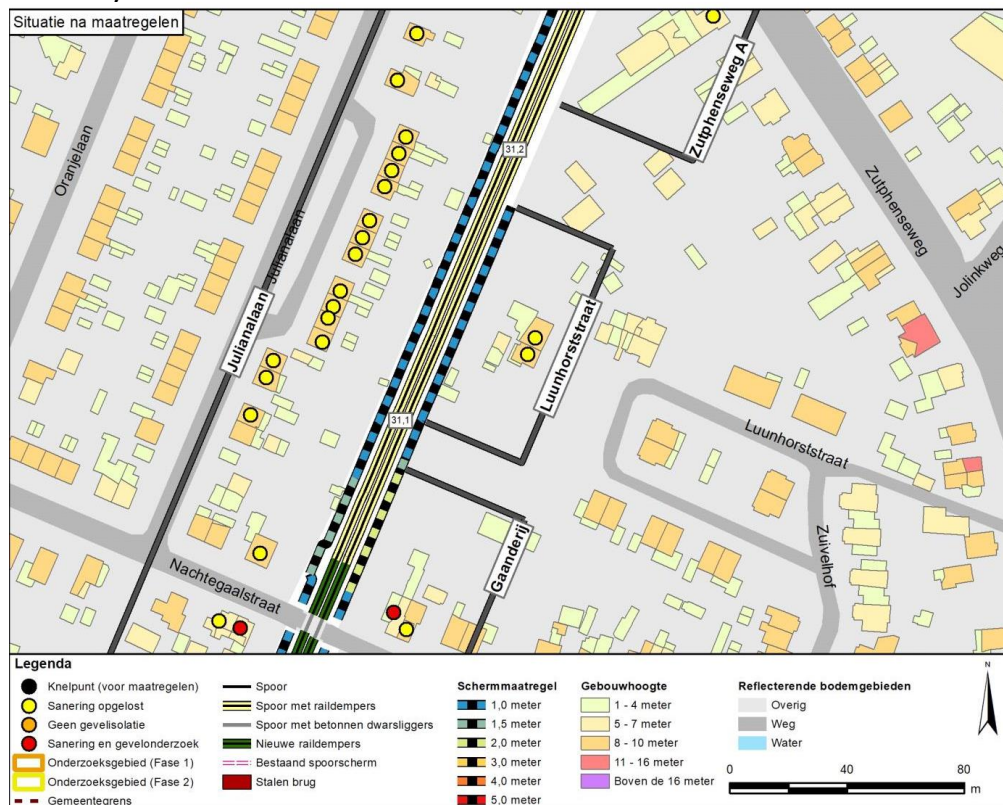 Situatie na maatregelen
Zutphenseweg A
31,2
Oranjelaan
Julianalaan
Zutphenseweg
Jolinkweg
Julianalaan
Luunhorststraat
31,1
Luunhorststraat
Gaanderij
Zuivelhof
Nachtegaalstraat
Legenda
Knelpunt (voor maatregelen)
Sanering opgelost
Geen gevelisolatie
Sanering en gevelonderzoek
Onderzoeksgebied (Fase 1)
Onderzoeksgebied (Fase 2)
Gemeentegrens
Spoor
Spoor met raildempers
Spoor met betonnen dwarsliggers
Nieuwe raildempers
Bestaand spoorscherm
Stalen brug
Schermmaatregel
1,0 meter
1,5 meter
2,0 meter
3,0 meter
4,0 meter
5,0 meter
Gebouwhoogte
1 - 4 meter
5 - 7 meter
8 - 10 meter
11 - 16 meter
Boven de 16 meter
Reflecterende bodemgebieden
Overig
Weg
Water
N
0 40 80
m